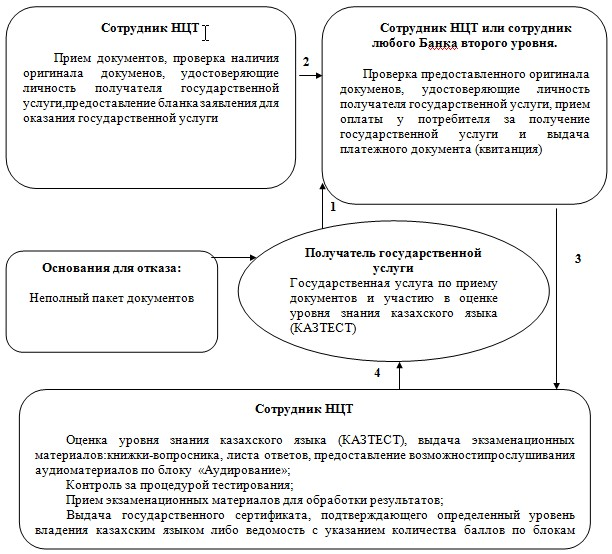 Сотрудник НЦТ
Прием документов, проверка наличия
оригинала докуменов, удостоверяющие
личность получателя государственной
услуги,предоставление бланка заявления для
оказания государственной услуги
2
Сотрудник НЦТ или сотрудник
любого Банка второго уровня.
Проверка предоставленного оригинала
докуменов, удостоверяющие личность
получателя государственной услуги, прием
оплаты у потребителя за получение
государственной услуги и выдача
платежного документа (квитанция)
1
Основания для отказа:
Неполный пакет документов
Получатель государственной
услуги
Государственная услуга по приему
документов и участию в оценке
уровня знания казахского языка
(КАЗТЕСТ)
3
4
Сотрудник НЦТ
Оценка уровня знания казахского языка (КАЗТЕСТ), выдача экзаменационных
материалов:книжки-вопросника, листа ответов, предоставление возможностипрослушивания
аудиоматериалов по блоку «Аудирование»;
Контроль за процедурой тестирования;
Прием экзаменационных материалов для обработки результатов;
Выдача государственного сертификата, подтверждающего определенный уровень
владения казахским языком либо ведомость с указанием количества баллов по блокам